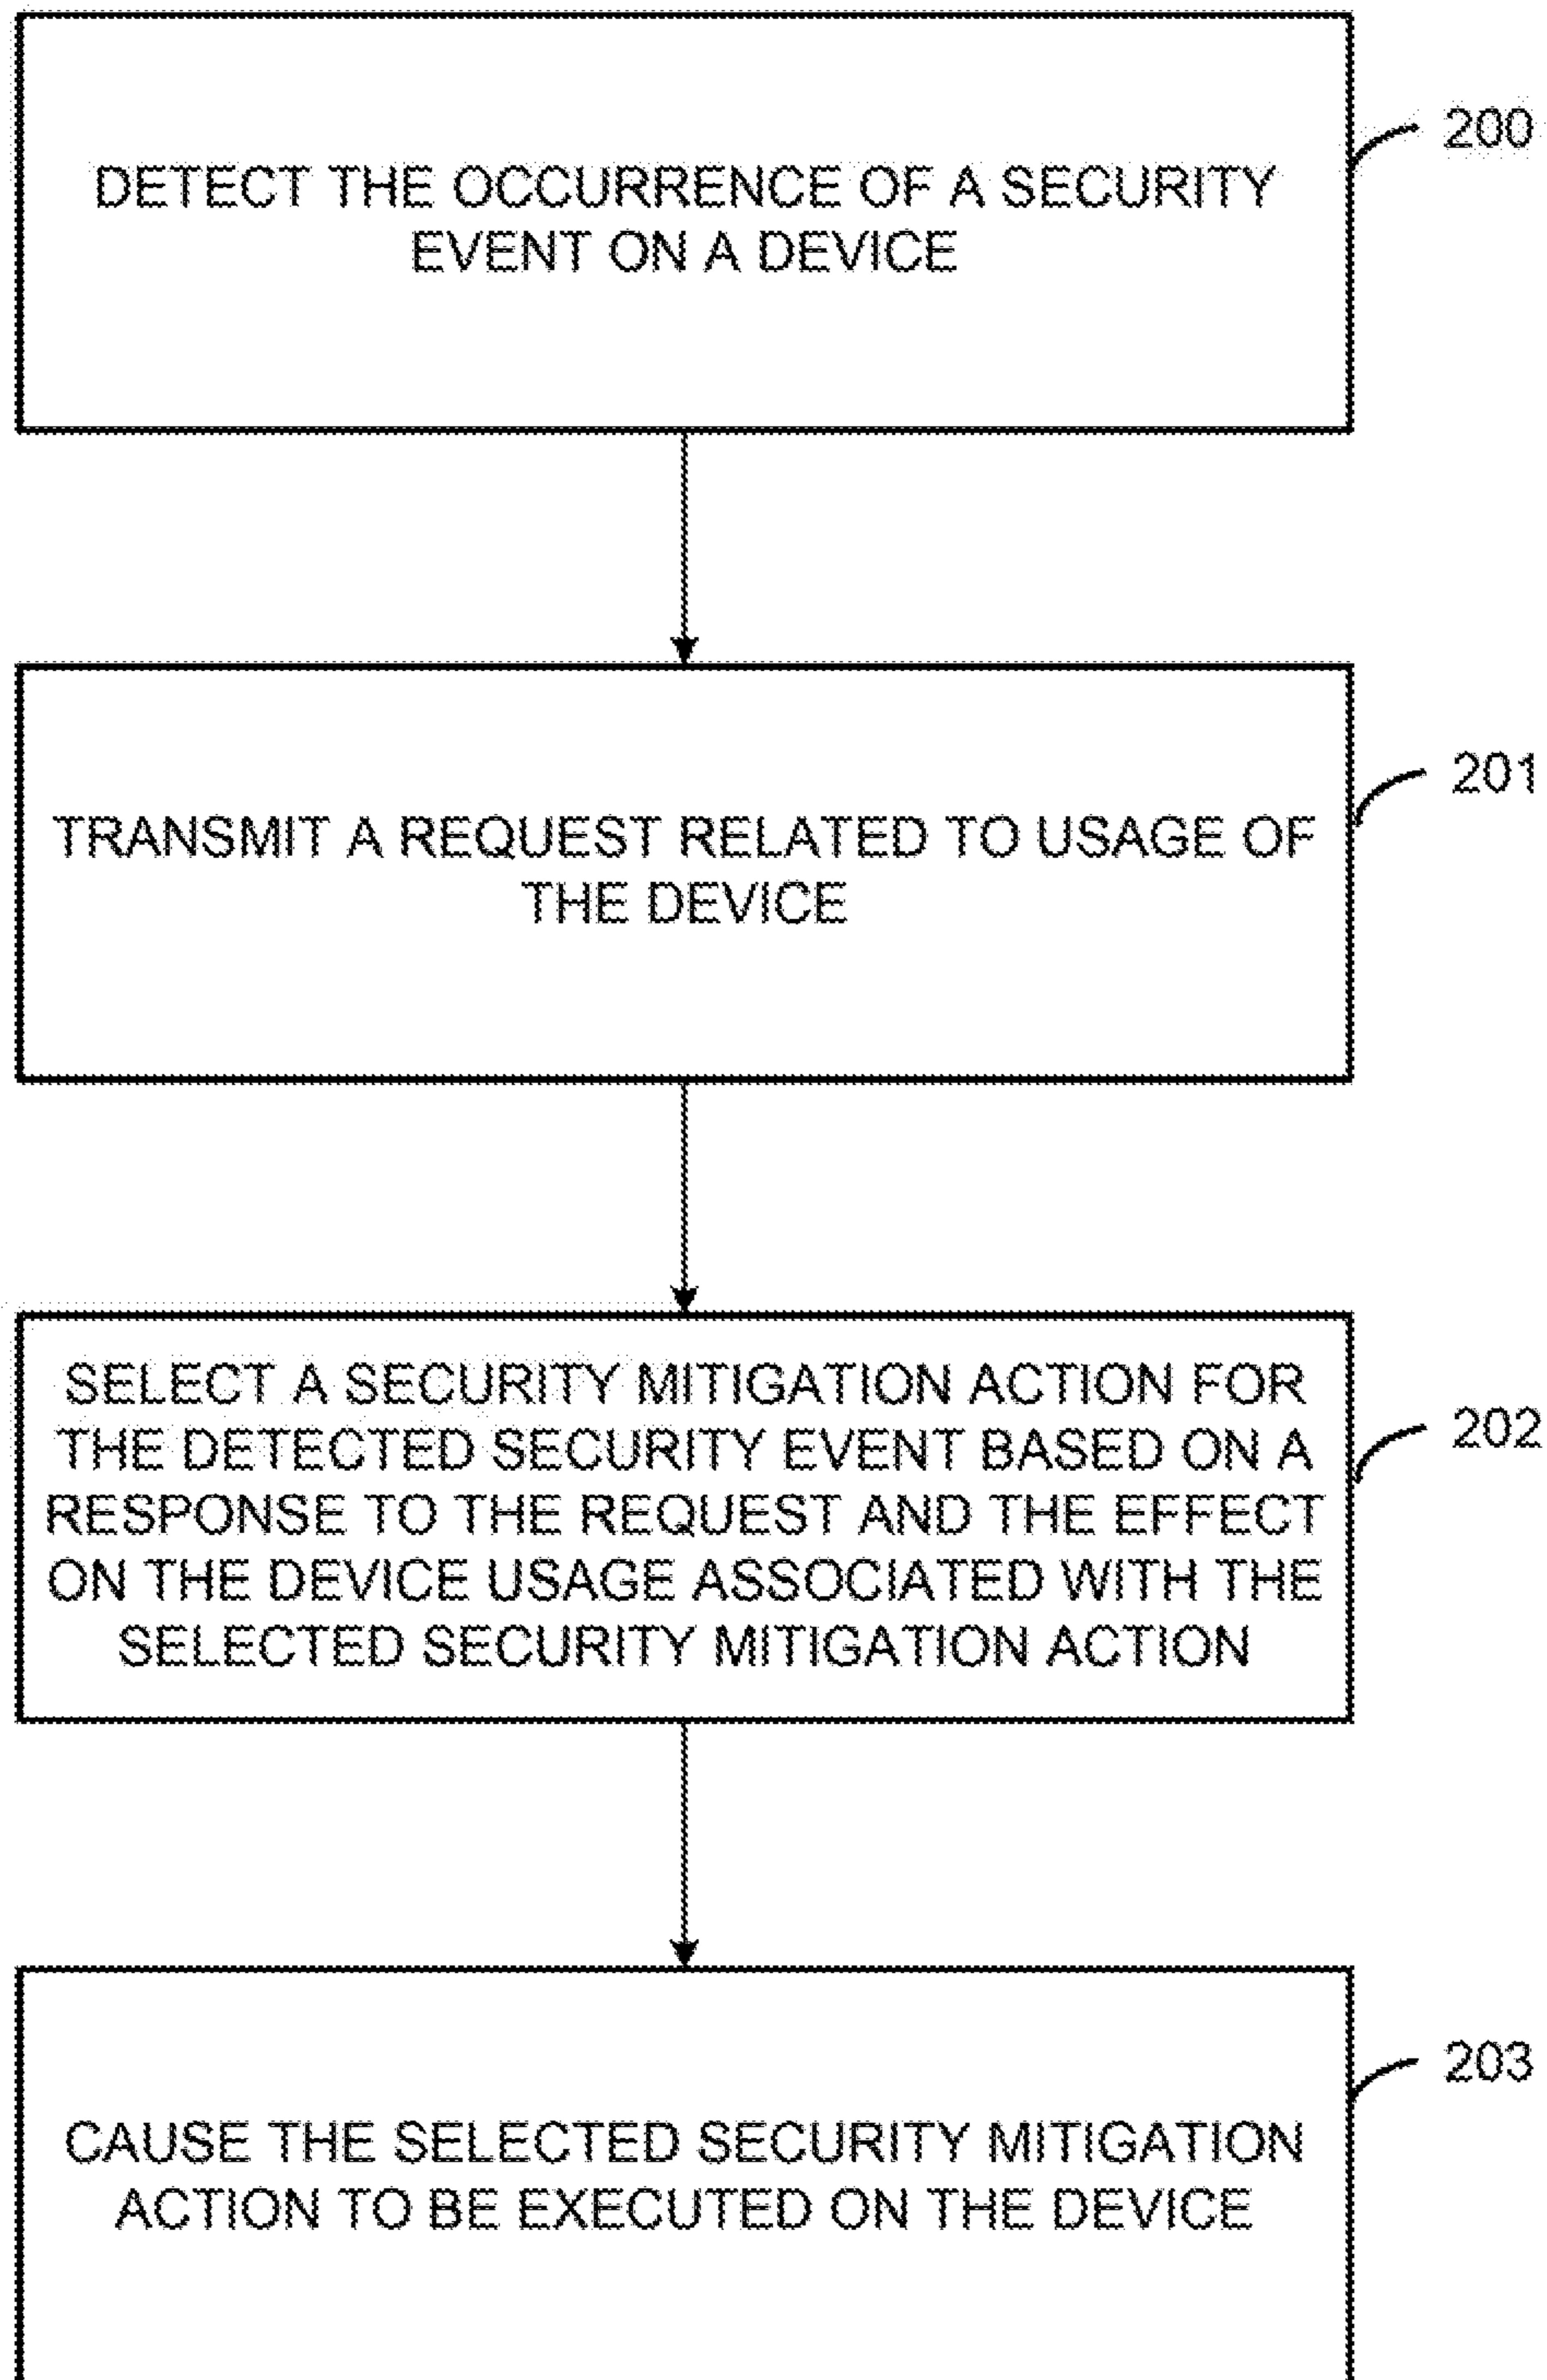 DETECT THE OCCURRENCE OF A SECURITY
EVENT ON A DEVICE
200
TRANSMIT A REQUEST RELATED TO USAGE OF
THE DEVICE
201
SELECT A SECURITY MITIGATION ACTION FOR
THE DETECTED SECURITY EVENT BASED ON A
RESPONSE TO THE REQUEST AND THE EFFECT
ON THE DEVICE USAGE ASSOCIATED WITH THE
SELECTED SECURITY MITIGATION ACTION
202
CAUSE THE SELECTED SECURITY MITIGATION
ACTION TO BE EXECUTED ON THE DEVICE
203